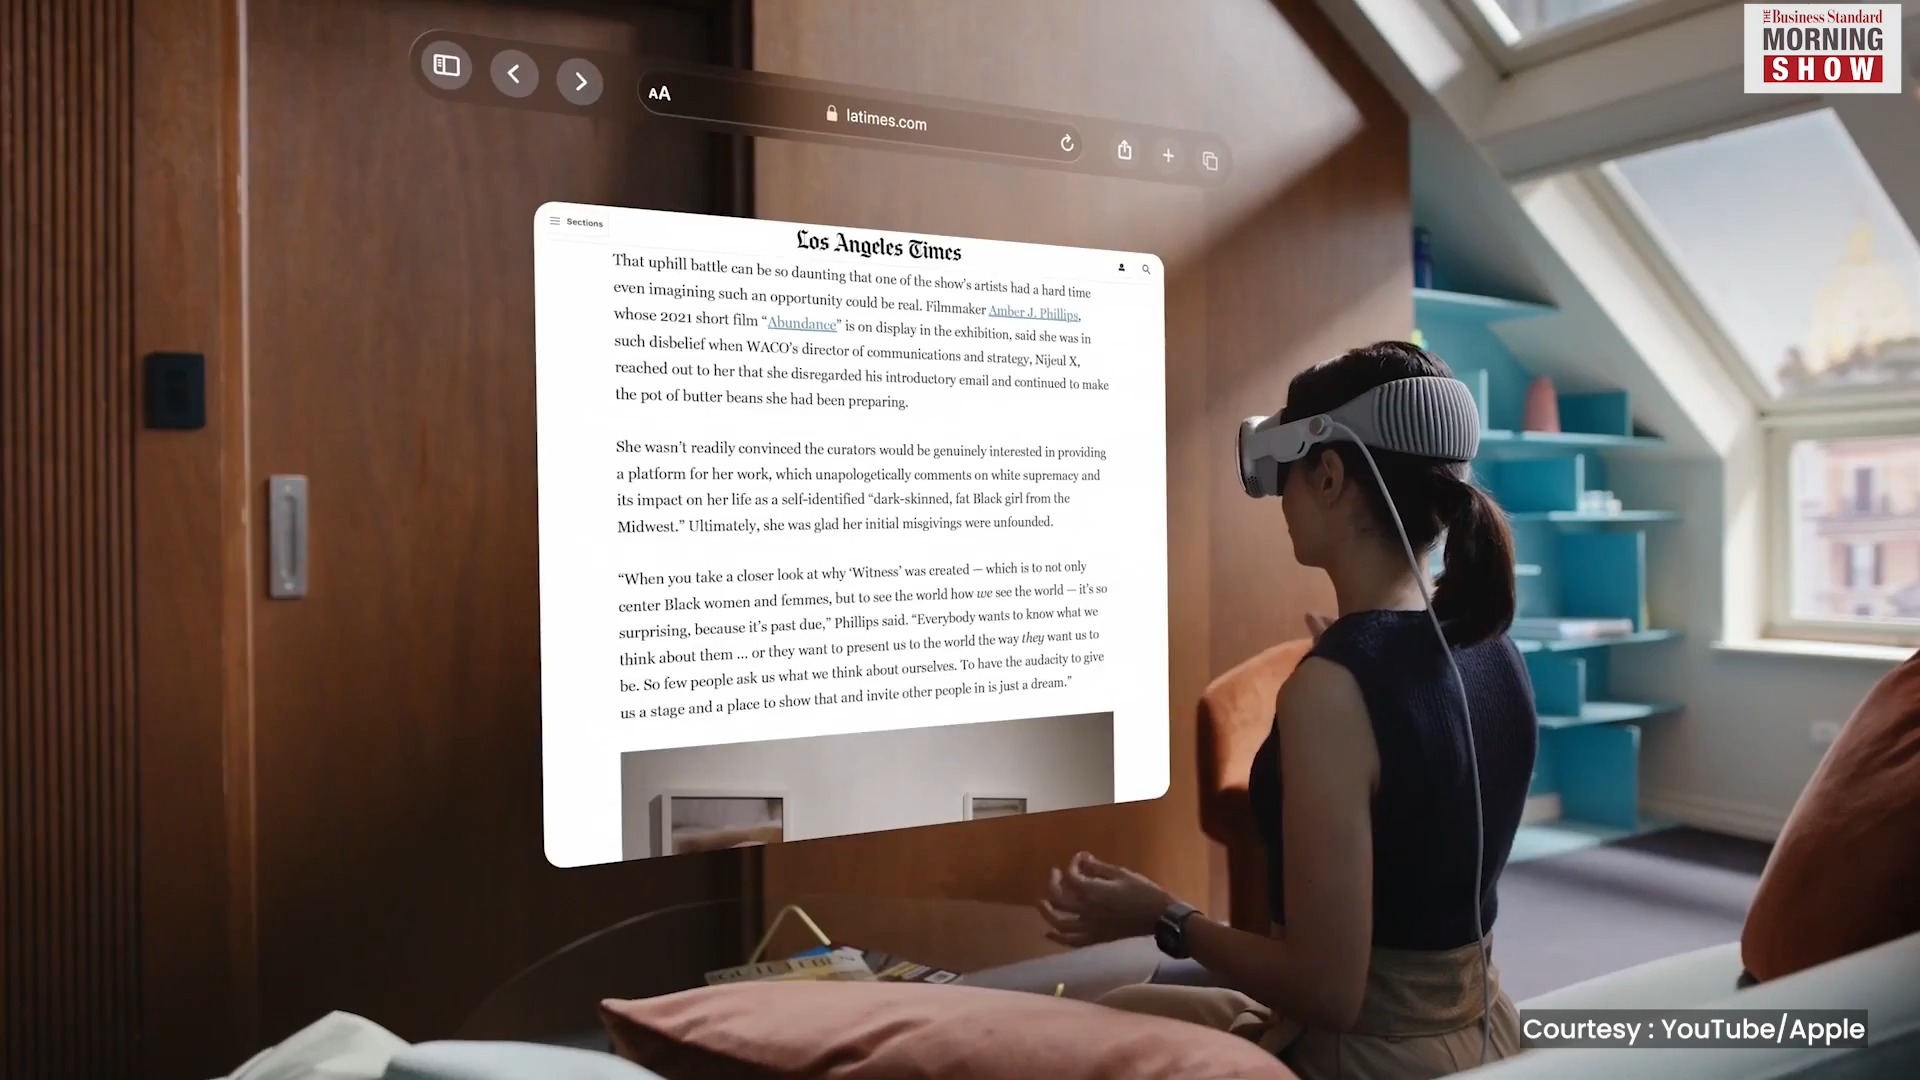 THE Business Standard
MORNING
SHOW
AA
latimes.com
Sections
Los Angeles Times
That uphill battle can be so daunting that one of the show's artists had a hard time
even imagining such an opportunity could be real. Filmmaker Amber J. Phillips,
whose 2021 short film “Abundance” is on display in the exhibition, said she was in
such disbelief when WACO’s director of communications and strategy, Nijeul X,
reached out to her that she disregarded his introductory email and continued to make
the pot of butter beans she had been preparing.
She wasn’t readily convinced the curators would be genuinely interested in providing
a platform for her work, which unapologetically comments on white supremacy and
its impact on her life as a self-identified “dark-skinned, fat Black girl from the
Midwest.” Ultimately, she was glad her initial misgivings were unfounded.
“When you take a closer look at why ‘Witness’ was created — which is to not only
center Black women and femmes, but to see the world how we see the world — it’s so
surprising, because it’s past due,” Phillips said. “Everybody wants to know what we
think about them ... or they want to present us to the world the way they want us to
be. So few people ask us what we think about ourselves. To have the audacity to give
us a stage and a place to show that and invite other people in is just a dream.”
Courtesy : YouTube/Apple